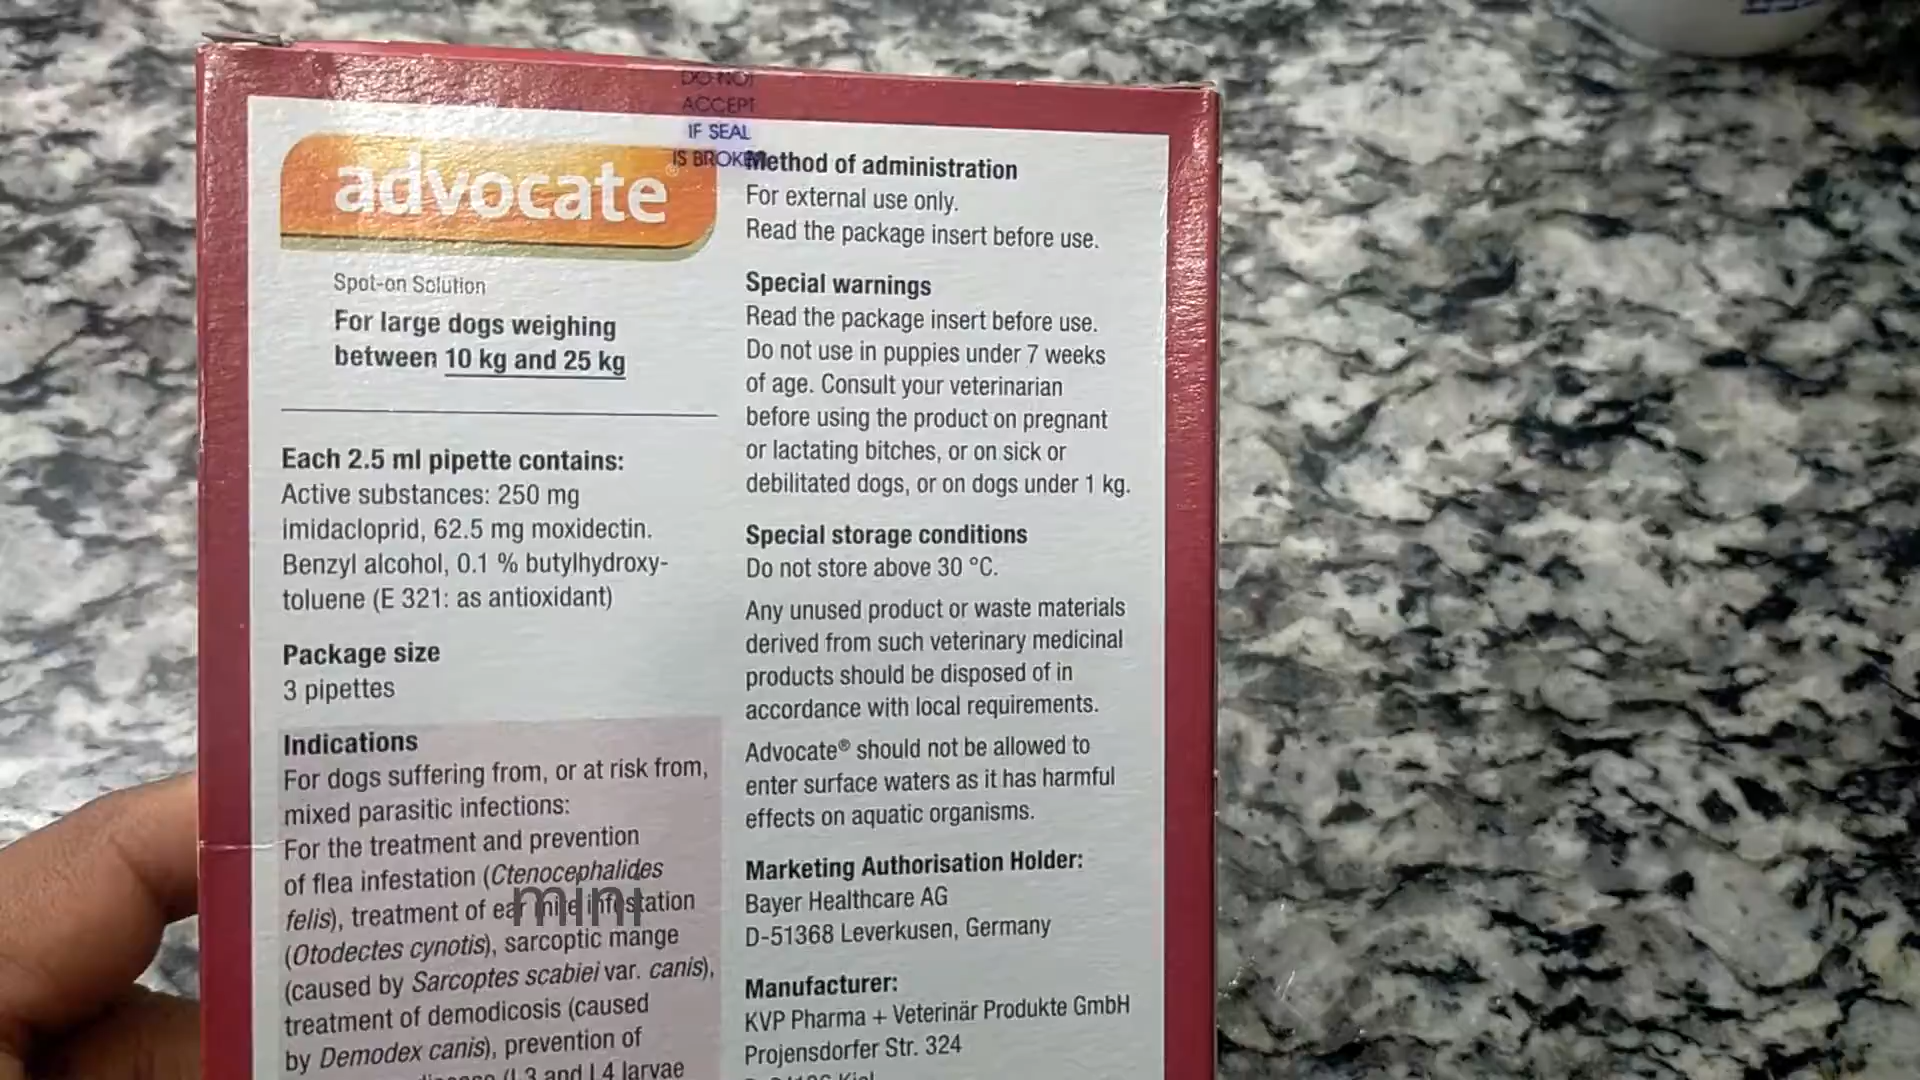 DO NOT
ACCEPT
IF SEAL
IS BROKEN
advocate®
Spot-on Solution
For large dogs weighing
between 10 kg and 25 kg
Each 2.5 ml pipette contains:
Active substances: 250 mg
imidacloprid, 62.5 mg moxidectin.
Benzyl alcohol, 0.1 % butylhydroxy-
toluene (E 321: as antioxidant)
Package size
3 pipettes
Indications
For dogs suffering from, or at risk from,
mixed parasitic infections:
For the treatment and prevention
of flea infestation (Ctenocephalides
felis), treatment of ear mite infestation
(Otodectes cynotis), sarcoptic mange
(caused by Sarcoptes scabiei var. canis),
treatment of demodicosis (caused
by Demodex canis), prevention of
(L3 and L4 larvae
mini
Method of administration
For external use only.
Read the package insert before use.
Special warnings
Read the package insert before use.
Do not use in puppies under 7 weeks
of age. Consult your veterinarian
before using the product on pregnant
or lactating bitches, or on sick or
debilitated dogs, or on dogs under 1 kg.
Special storage conditions
Do not store above 30 °C.
Any unused product or waste materials
derived from such veterinary medicinal
products should be disposed of in
accordance with local requirements.
Advocate® should not be allowed to
enter surface waters as it has harmful
effects on aquatic organisms.
Marketing Authorisation Holder:
Bayer Healthcare AG
D-51368 Leverkusen, Germany
Manufacturer:
KVP Pharma + Veterinär Produkte GmbH
Projensdorfer Str. 324